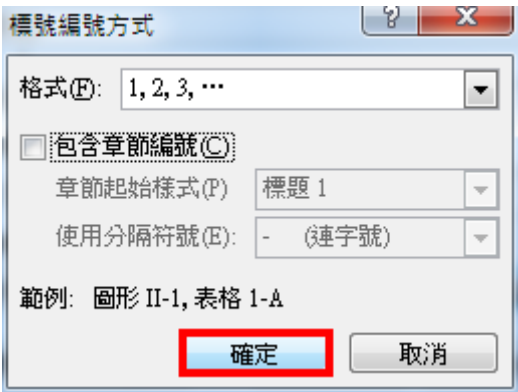 標號編號方式
格式(F): 1, 2, 3, …
包含章節編號(C)
章節起始樣式(P) 標題 1
使用分隔符號(E): - (連字號)
範例: 圖形 II-1, 表格 1-A
確定 取消